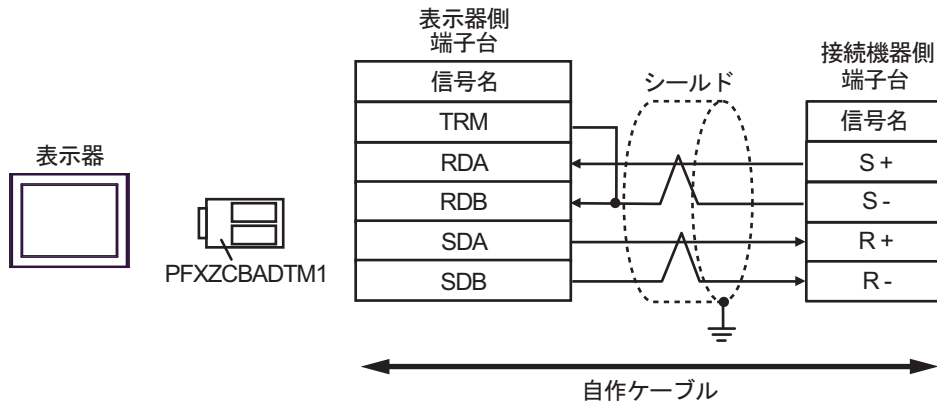 表示器
PFXZCBADTM1
表示器側
端子台
信号名
TRM
RDA
RDB
SDA
SDB
シールド
接続機器側
端子台
信号名
S +
S -
R +
R -
自作ケーブル